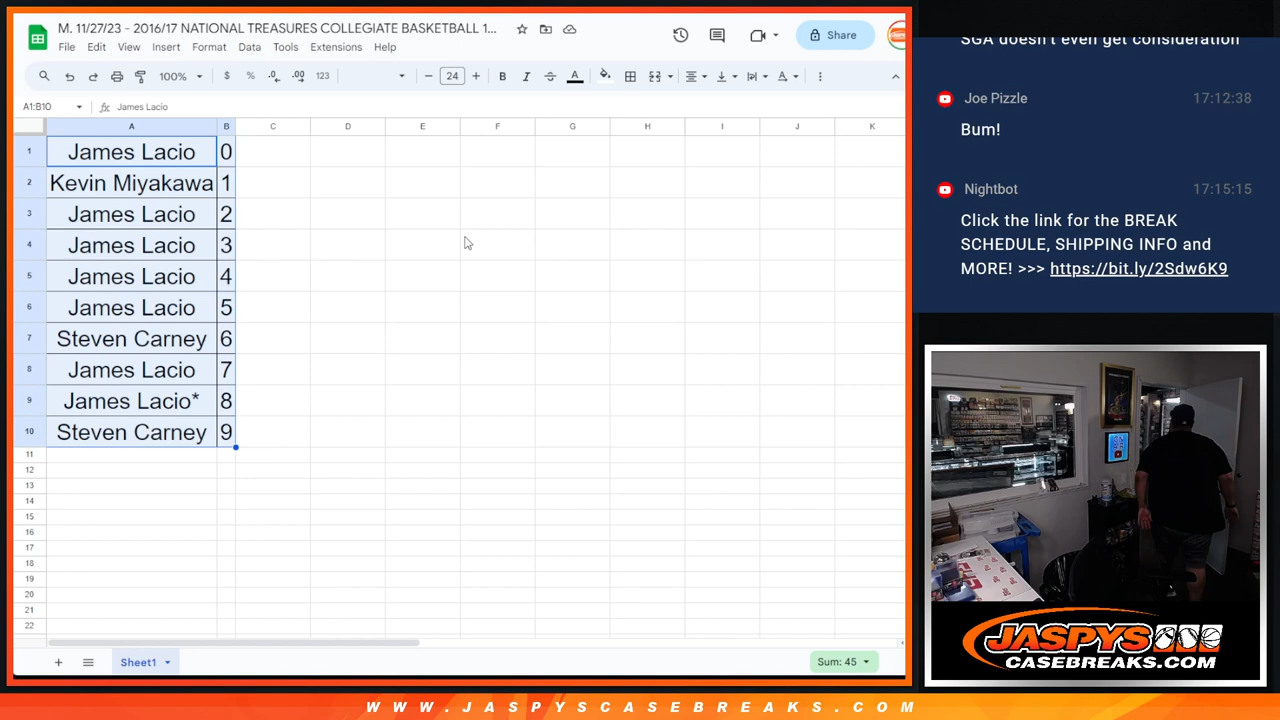 M. 11/27/23 - 2016/17 NATIONAL TREASURES COLLEGIATE BASKETBALL 1...
File Edit View Insert Format Data Tools Extensions Help
Share
100% $ % .0 .00 123 24 B I A
A1:B10 fx James Lacio
A B C D E F G H I J K
1 James Lacio 0
2 Kevin Miyakawa 1
3 James Lacio 2
4 James Lacio 3
5 James Lacio 4
6 James Lacio 5
7 Steven Carney 6
8 James Lacio 7
9 James Lacio* 8
10 Steven Carney 9
11
12
13
14
15
16
17
18
19
20
21
22
Sheet1
Sum: 45
SGA doesn't even get consideration
Joe Pizzle 17:12:38
Bum!
Nightbot 17:15:15
Click the link for the BREAK
SCHEDULE, SHIPPING INFO and
MORE! >>> https://bit.ly/2Sdw6K9
JASPYS
CASEBREAKS.COM
WWW.JASPYSCASEBREAKS.COM